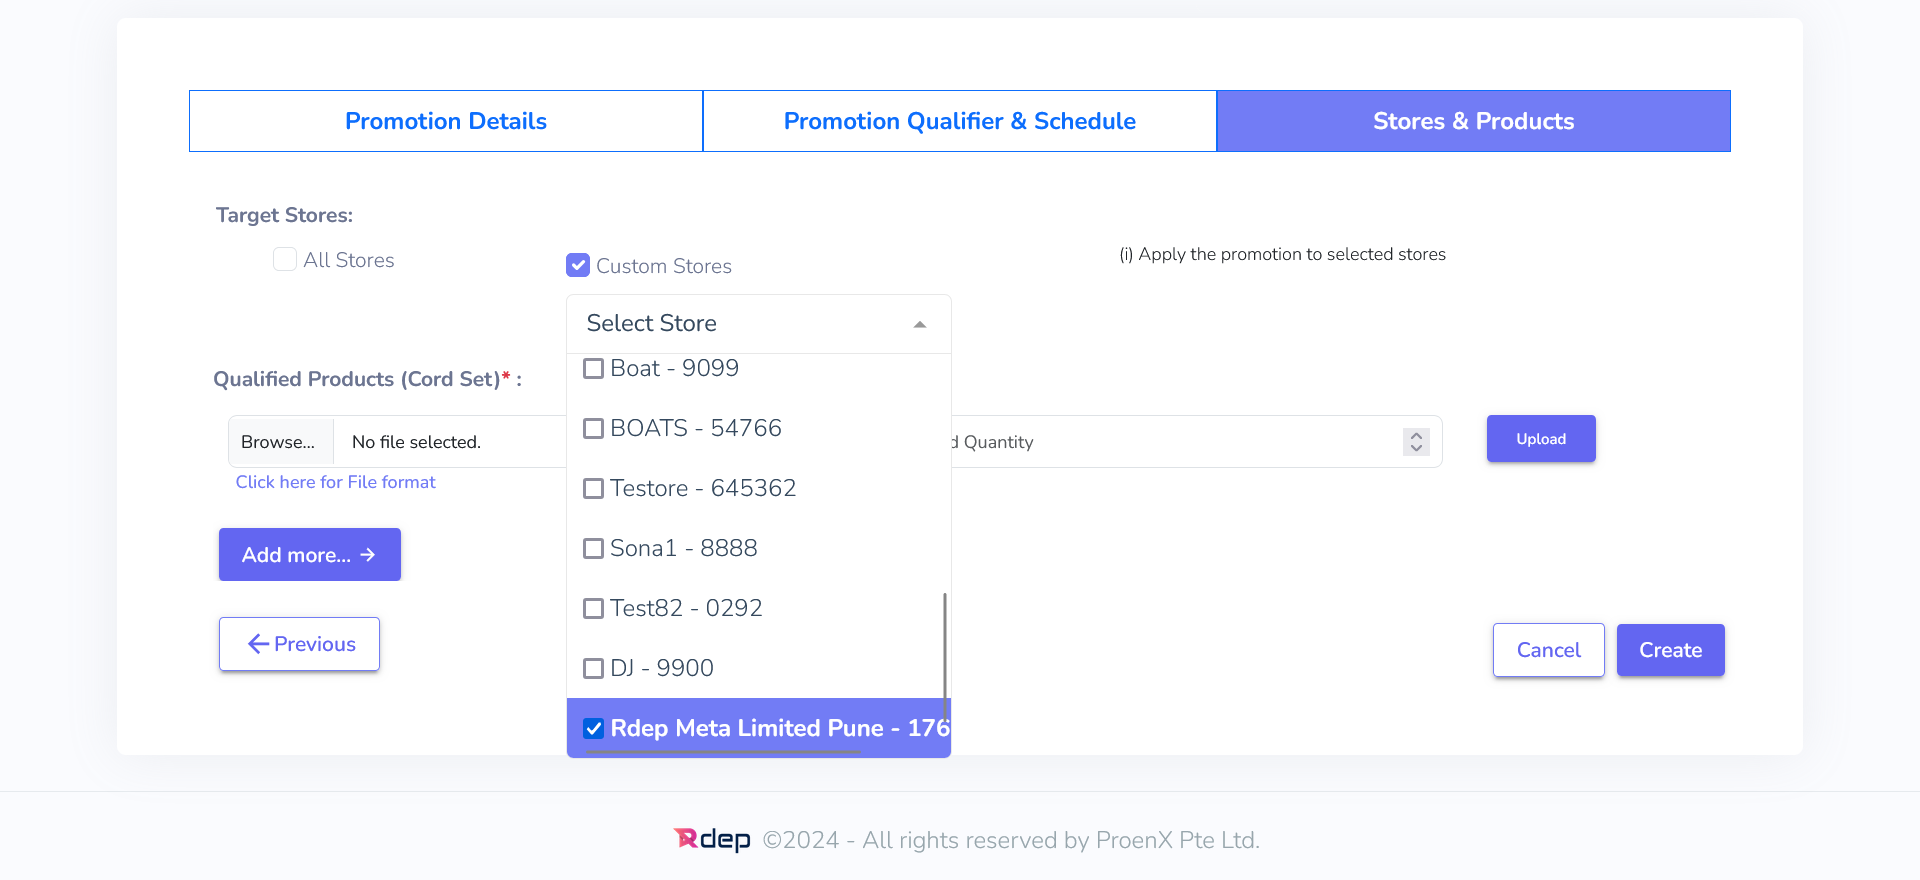 Promotion Details
Promotion Qualifier & Schedule
Stores & Products
Target Stores:
All Stores
Custom Stores
(i) Apply the promotion to selected stores
Select Store
Boat - 9099
BOATS - 54766
Testore - 645362
Sona1 - 8888
Test82 - 0292
DJ - 9900
Rdep Meta Limited Pune - 176
Qualified Products (Cord Set)* :
Browse... No file selected.
d Quantity
Upload
Click here for File format
Add more... →
←Previous
Cancel
Create
Rdep ©2024 - All rights reserved by ProenX Pte Ltd.